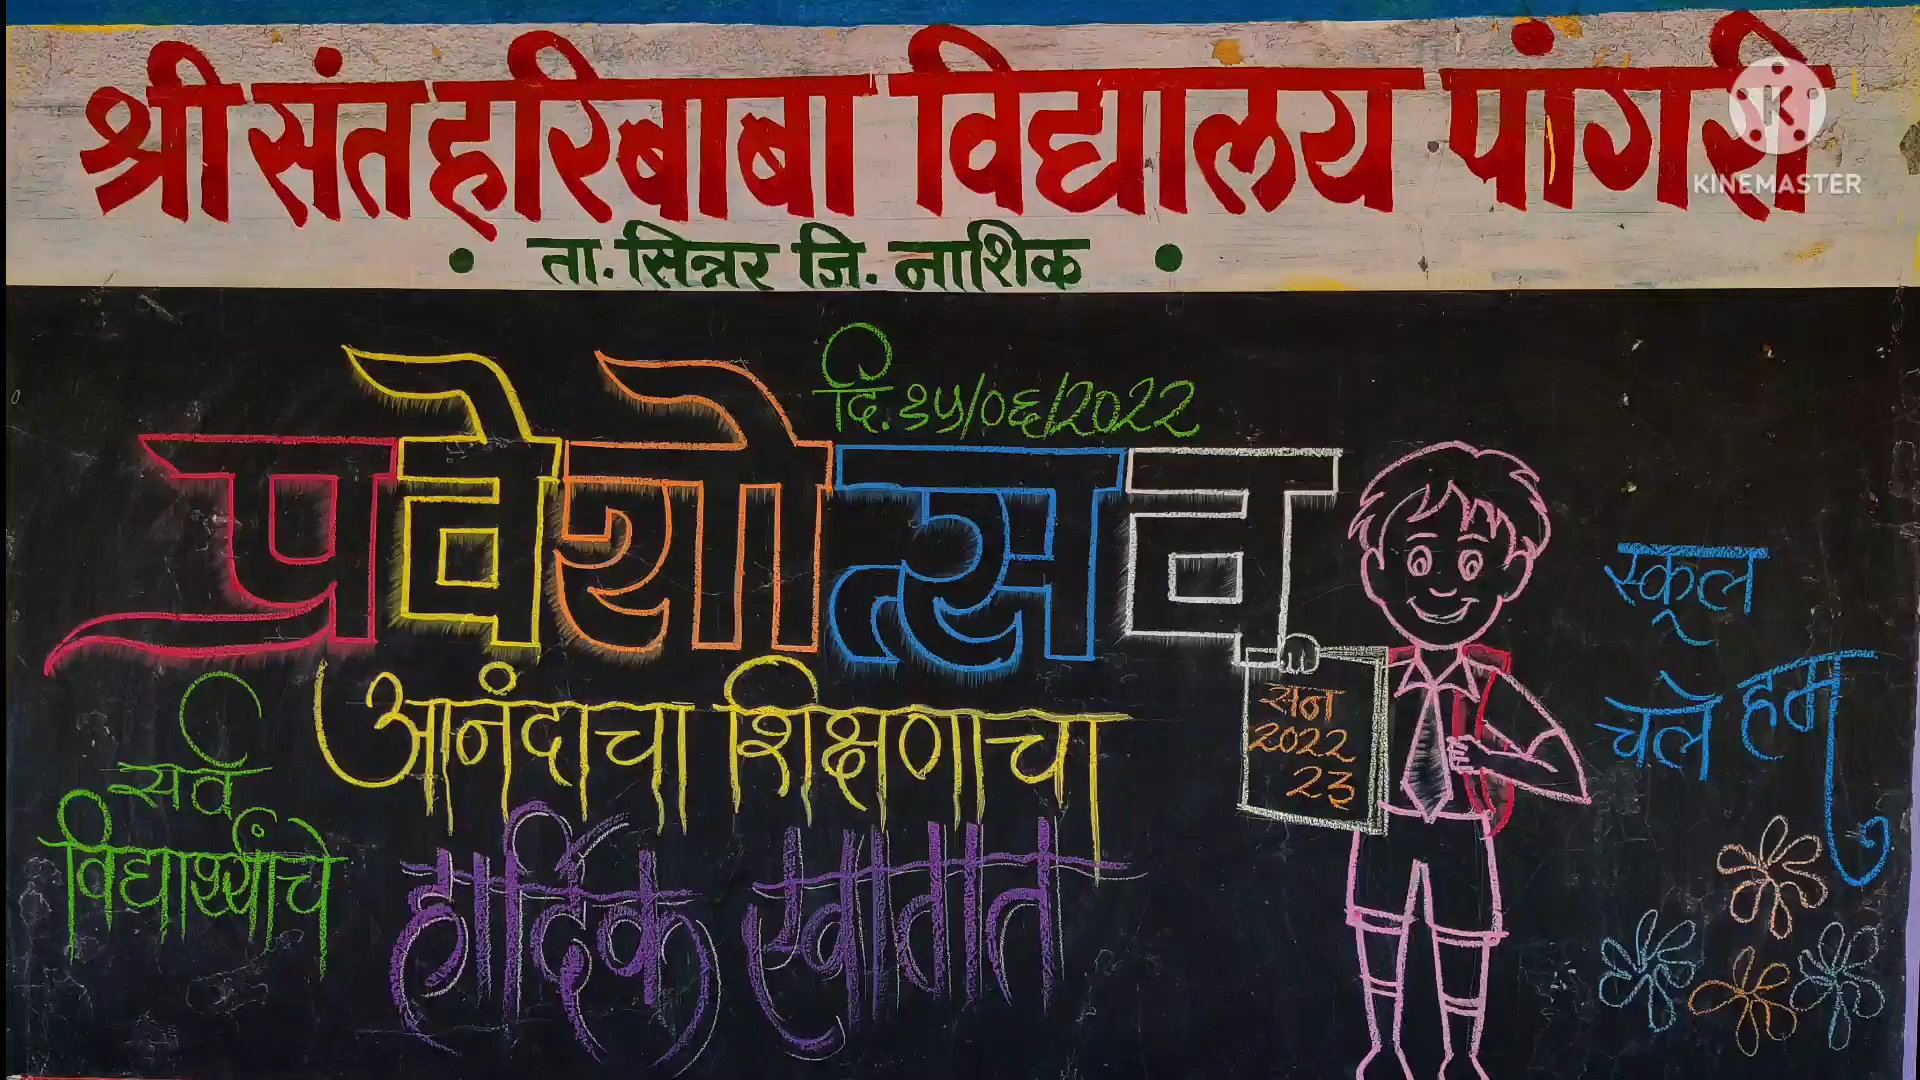 श्री संत हरिबाबा विद्यालय पांगरी
ता. सिन्नर जि. नाशिक
दि. १५/०६/2022
प्रवेशोत्सव
आनंदाचा शिक्षणाचा
सर्व
विद्यार्थ्यांचे
हार्दिक स्वागत
सन
2022
23
स्कूल
चले हम
KINEMASTER